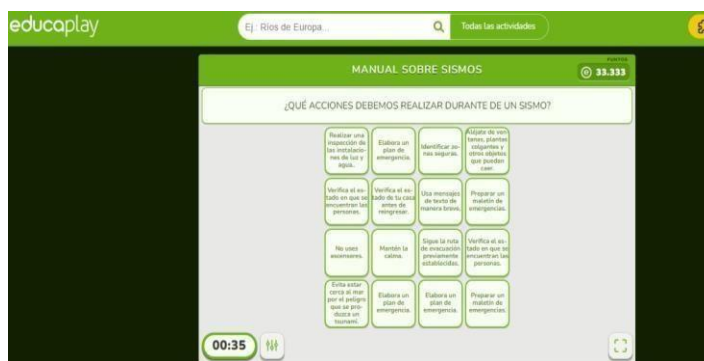 educaplay
Ej.: Ríos de Europa...
Todas las actividades
MANUAL SOBRE SISMOS
PUNTOS
33.333
¿QUÉ ACCIONES DEBEMOS REALIZAR DURANTE DE UN SISMO?
Realizar una
inspección de
las instalacio-
nes de luz y
agua.
Elabora un
plan de
emergencia.
Identificar zo-
nas seguras.
Aléjate de ven-
tanas, plantas
colgantes y
otros objetos
que puedan
caer.
Verifica el es-
tado en que se
encuentran las
personas.
Verifica el es-
tado de tu casa
antes de
reingresar.
Usa mensajes
de texto de
manera breve.
Preparar un
maletín de
emergencias.
No uses
ascensores.
Mantén la
calma.
Sigue la ruta
de evacuación
previamente
establecidas.
Verifica el es-
tado en que se
encuentran las
personas.
Evita estar
cerca al mar
por el peligro
que se pro-
duzca un
tsunami.
Elabora un
plan de
emergencia.
Elabora un
plan de
emergencia.
Preparar un
maletín de
emergencias.
00:35